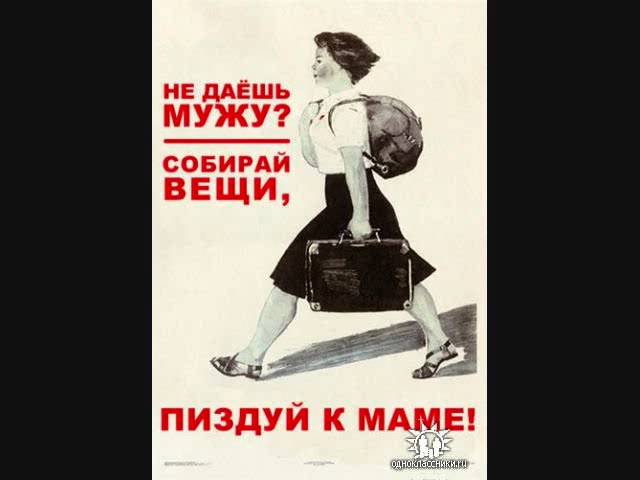 НЕ ДАЁШЬ
МУЖУ?
СОБИРАЙ
ВЕЩИ,
ПИЗДУЙ К МАМЕ!
одноклассники.ru